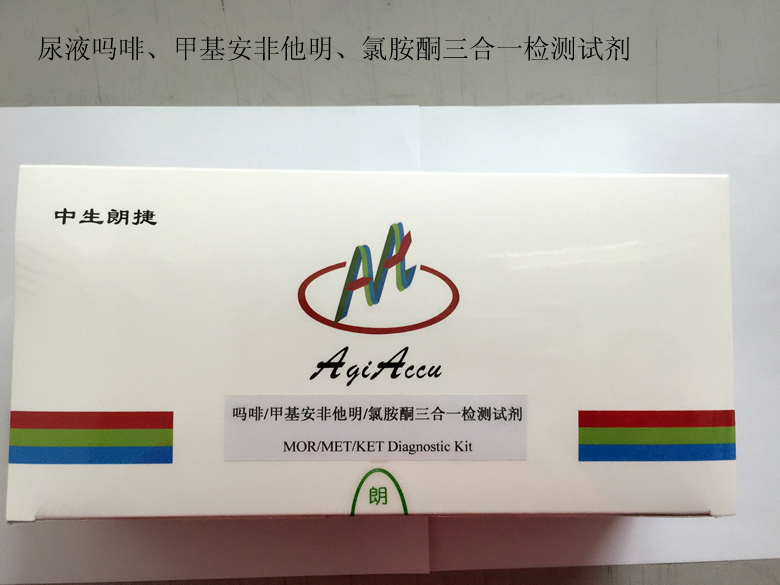 尿液吗啡、甲基安非他明、氯胺酮三合一检测试剂
中生朗捷
AgiAccu
吗啡/甲基安非他明/氯胺酮三合一检测试剂
MOR/MET/KET Diagnostic Kit
朗